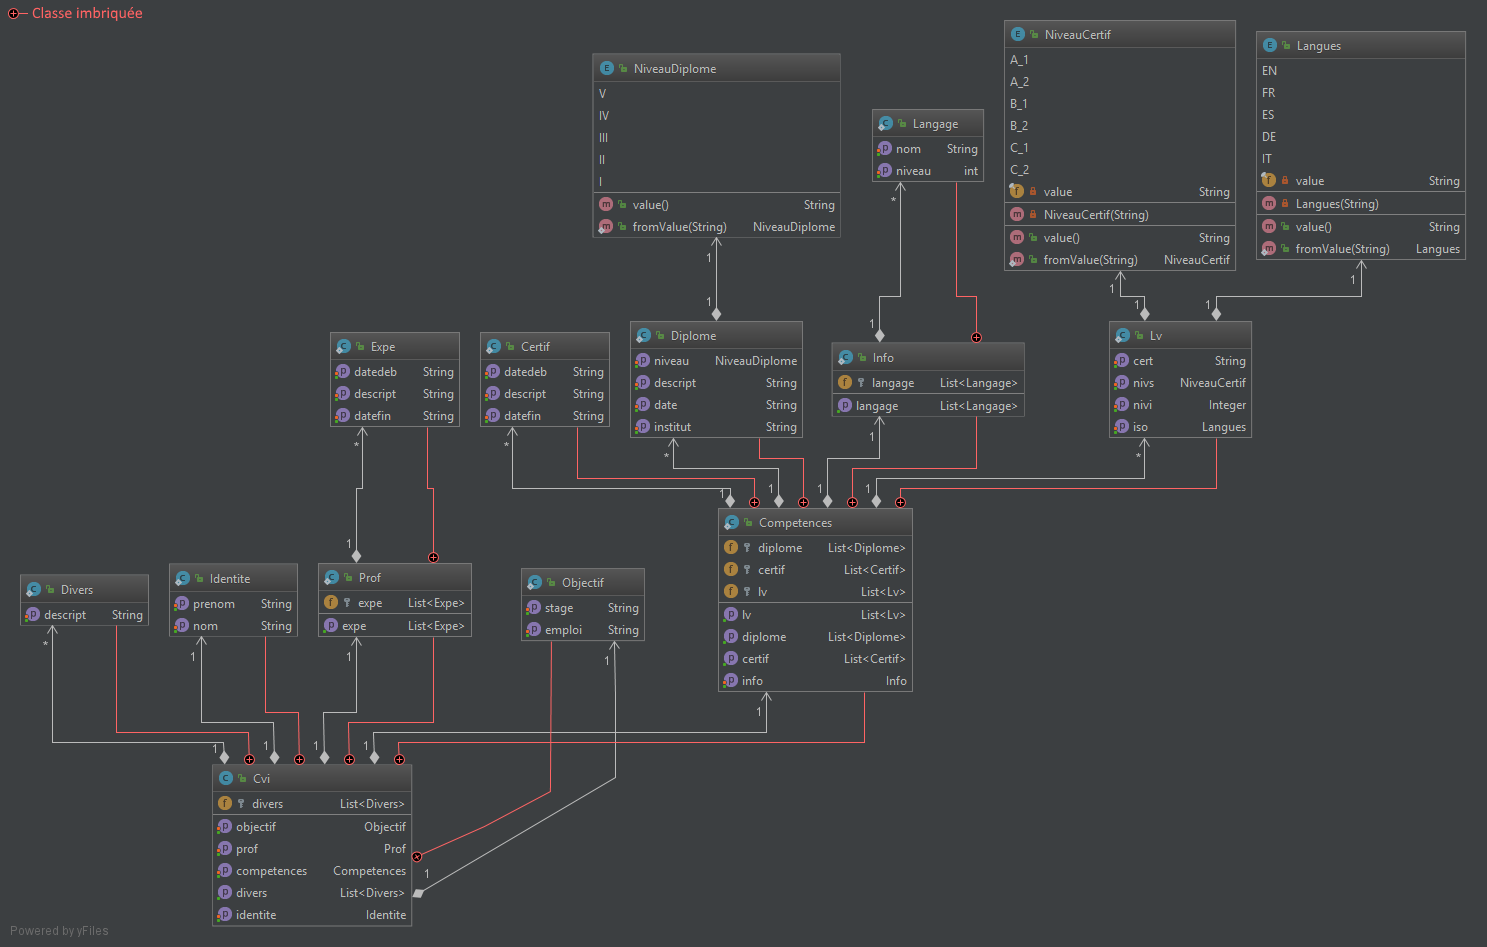 Classe imbriquée
E NiveauCertif
A_1
A_2
B_1
B_2
C_1
C_2
f value String
m NiveauCertif(String)
m value() String
m fromValue(String) NiveauCertif
E Langues
EN
FR
ES
DE
IT
f value String
m Langues(String)
m value() String
m fromValue(String) Langues
E NiveauDiplome
V
IV
III
II
I
m value() String
m fromValue(String) NiveauDiplome
C Langage
p nom String
p niveau int
*
1
1
1
1
1
1
1
C Expe
p datedeb String
p descript String
p datefin String
C Certif
p datedeb String
p descript String
p datefin String
C Diplome
p niveau NiveauDiplome
p descript String
p date String
p institut String
C Info
f langage List<Langage>
p langage List<Langage>
C Lv
p cert String
p nivs NiveauCertif
p nivi Integer
p iso Langues
*
*
*
1
*
1
1
1
1
1
C Competences
f diplome List<Diplome>
f certif List<Certif>
f lv List<Lv>
p lv List<Lv>
p diplome List<Diplome>
p certif List<Certif>
p info Info
C Divers
p descript String
C Identite
p prenom String
p nom String
C Prof
f expe List<Expe>
p expe List<Expe>
C Objectif
p stage String
p emploi String
*
1
1
1
1
1
1
1
1
C Cvi
f divers List<Divers>
p objectif Objectif
p prof Prof
p competences Competences
p divers List<Divers>
p identite Identite
1
Powered by yFiles